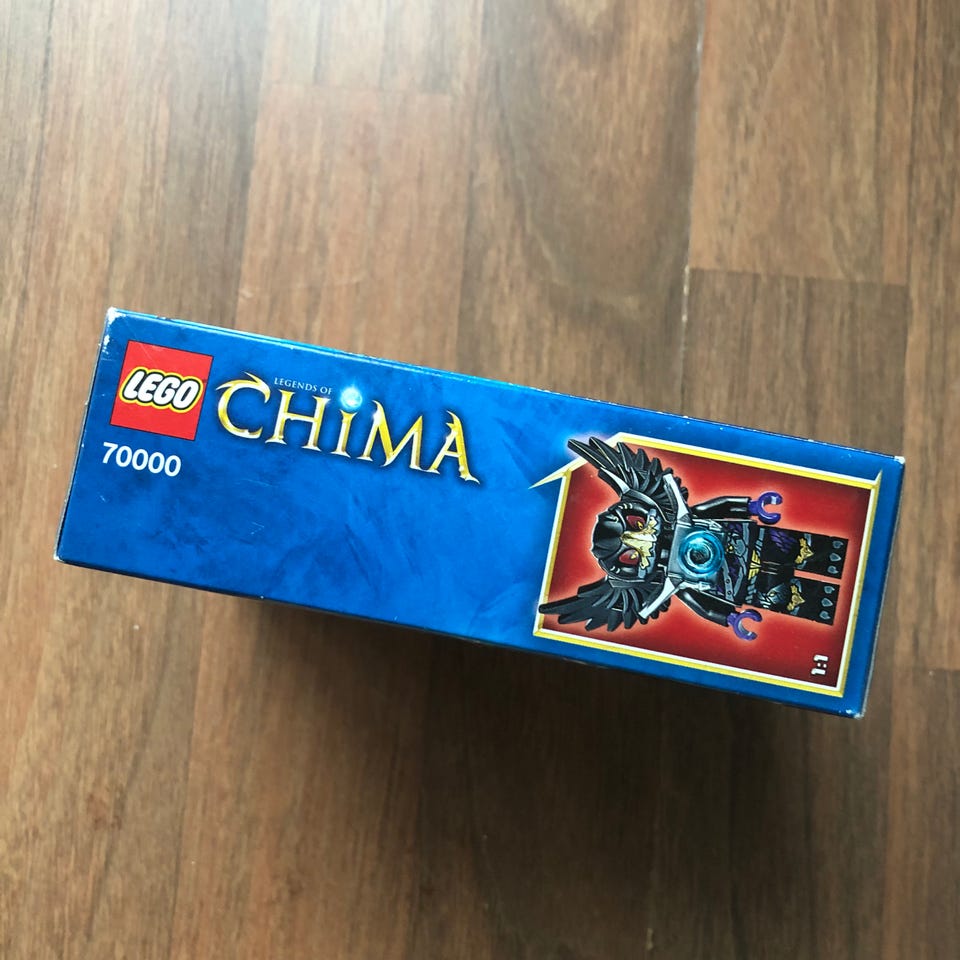 LEGO
LEGENDS OF
CHIMA
70000
1:1